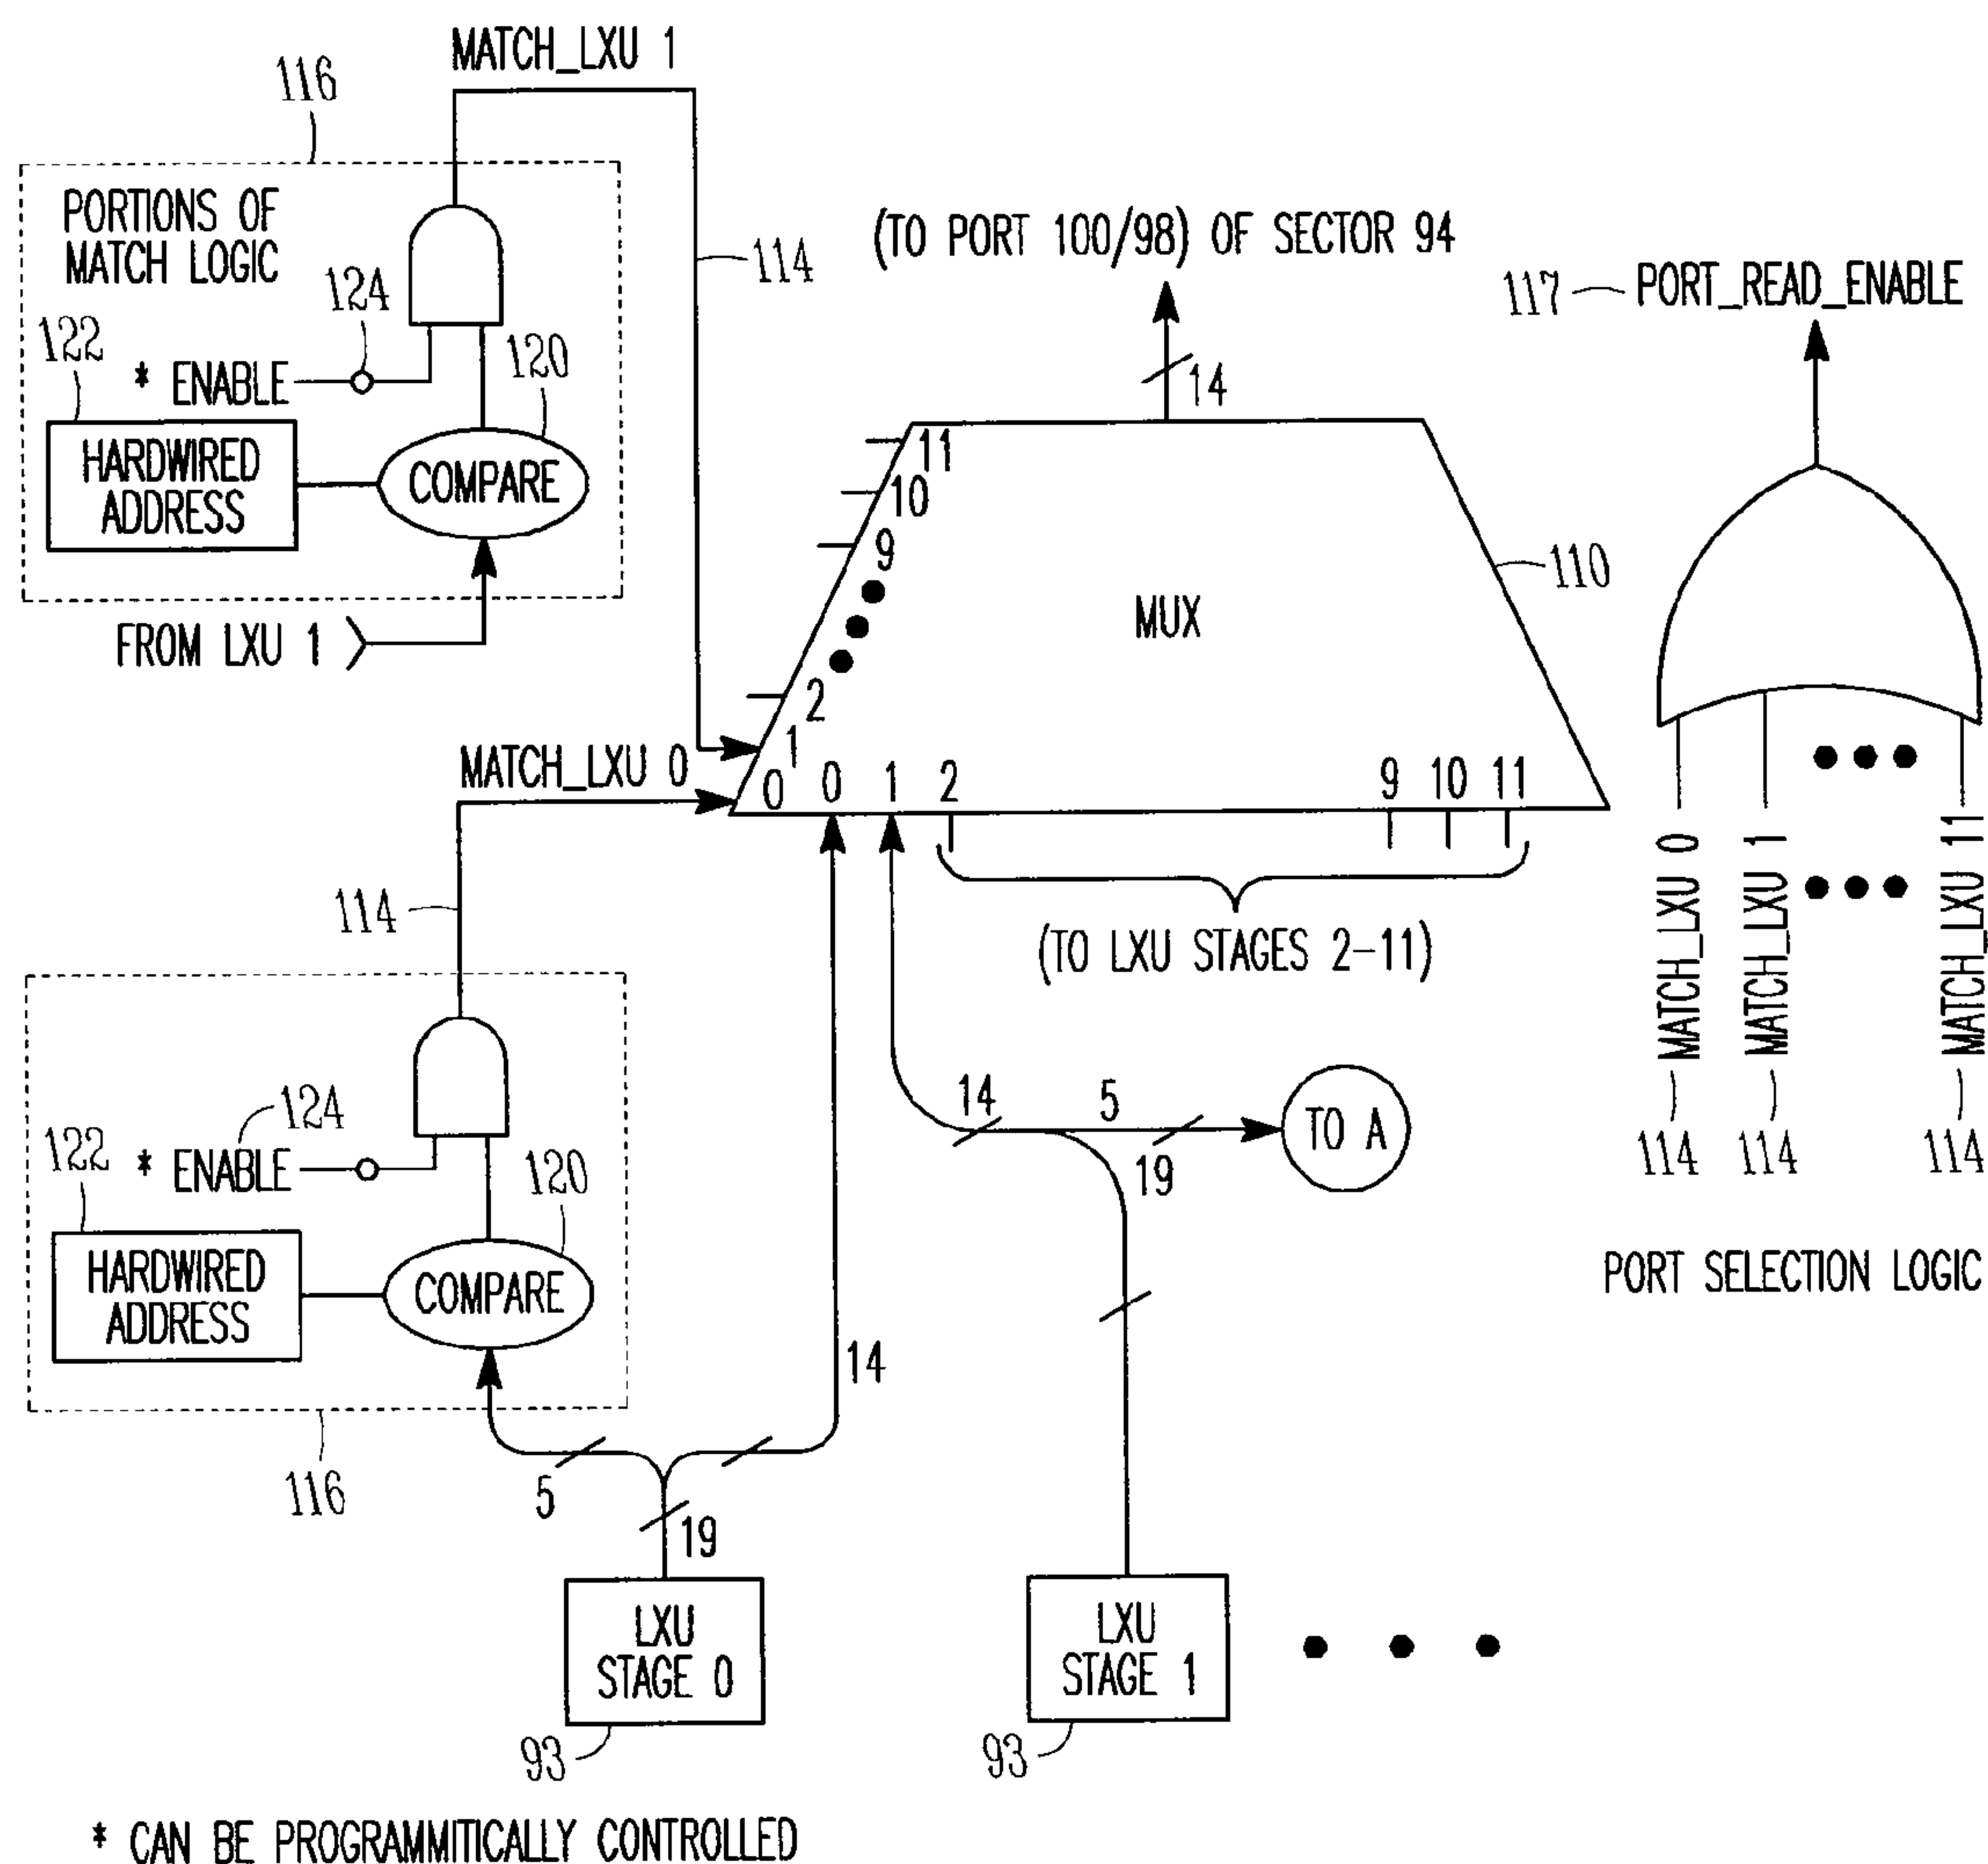 MATCH_LXU 1
116
PORTIONS OF
MATCH LOGIC
124
122
* ENABLE
120
HARDWIRED
ADDRESS
COMPARE
FROM LXU 1
114
(TO PORT 100/98) OF SECTOR 94
14
117
PORT_READ_ENABLE
11
10
9
2
1
0
MUX
110
MATCH_LXU 0
0
1
2
9
10
11
(TO LXU STAGES 2-11)
MATCH_LXU 0
MATCH_LXU 1
MATCH_LXU 11
114
114
114
PORT SELECTION LOGIC
114
124
122
* ENABLE
120
HARDWIRED
ADDRESS
COMPARE
116
5
14
19
14
5
19
TO A
LXU
STAGE 0
93
LXU
STAGE 1
93
* CAN BE PROGRAMMITICALLY CONTROLLED